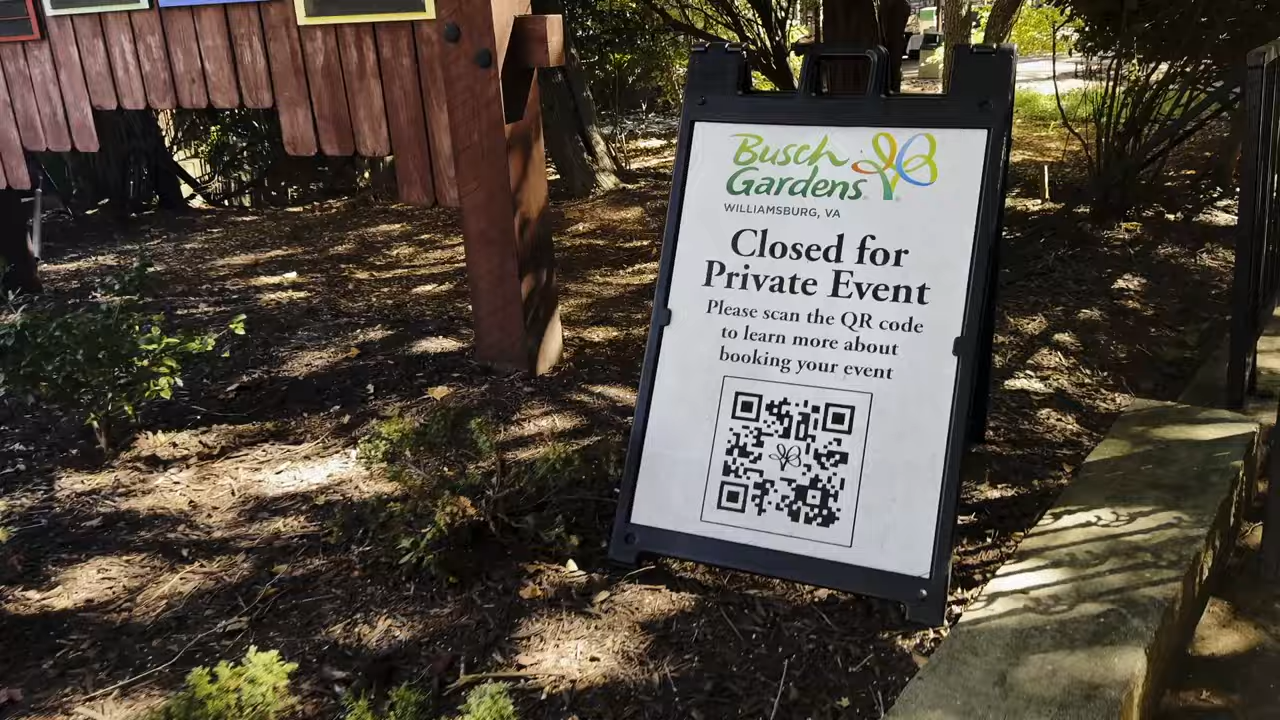 Busch
Gardens
WILLIAMSBURG, VA
Closed for
Private Event
Please scan the QR code
to learn more about
booking your event